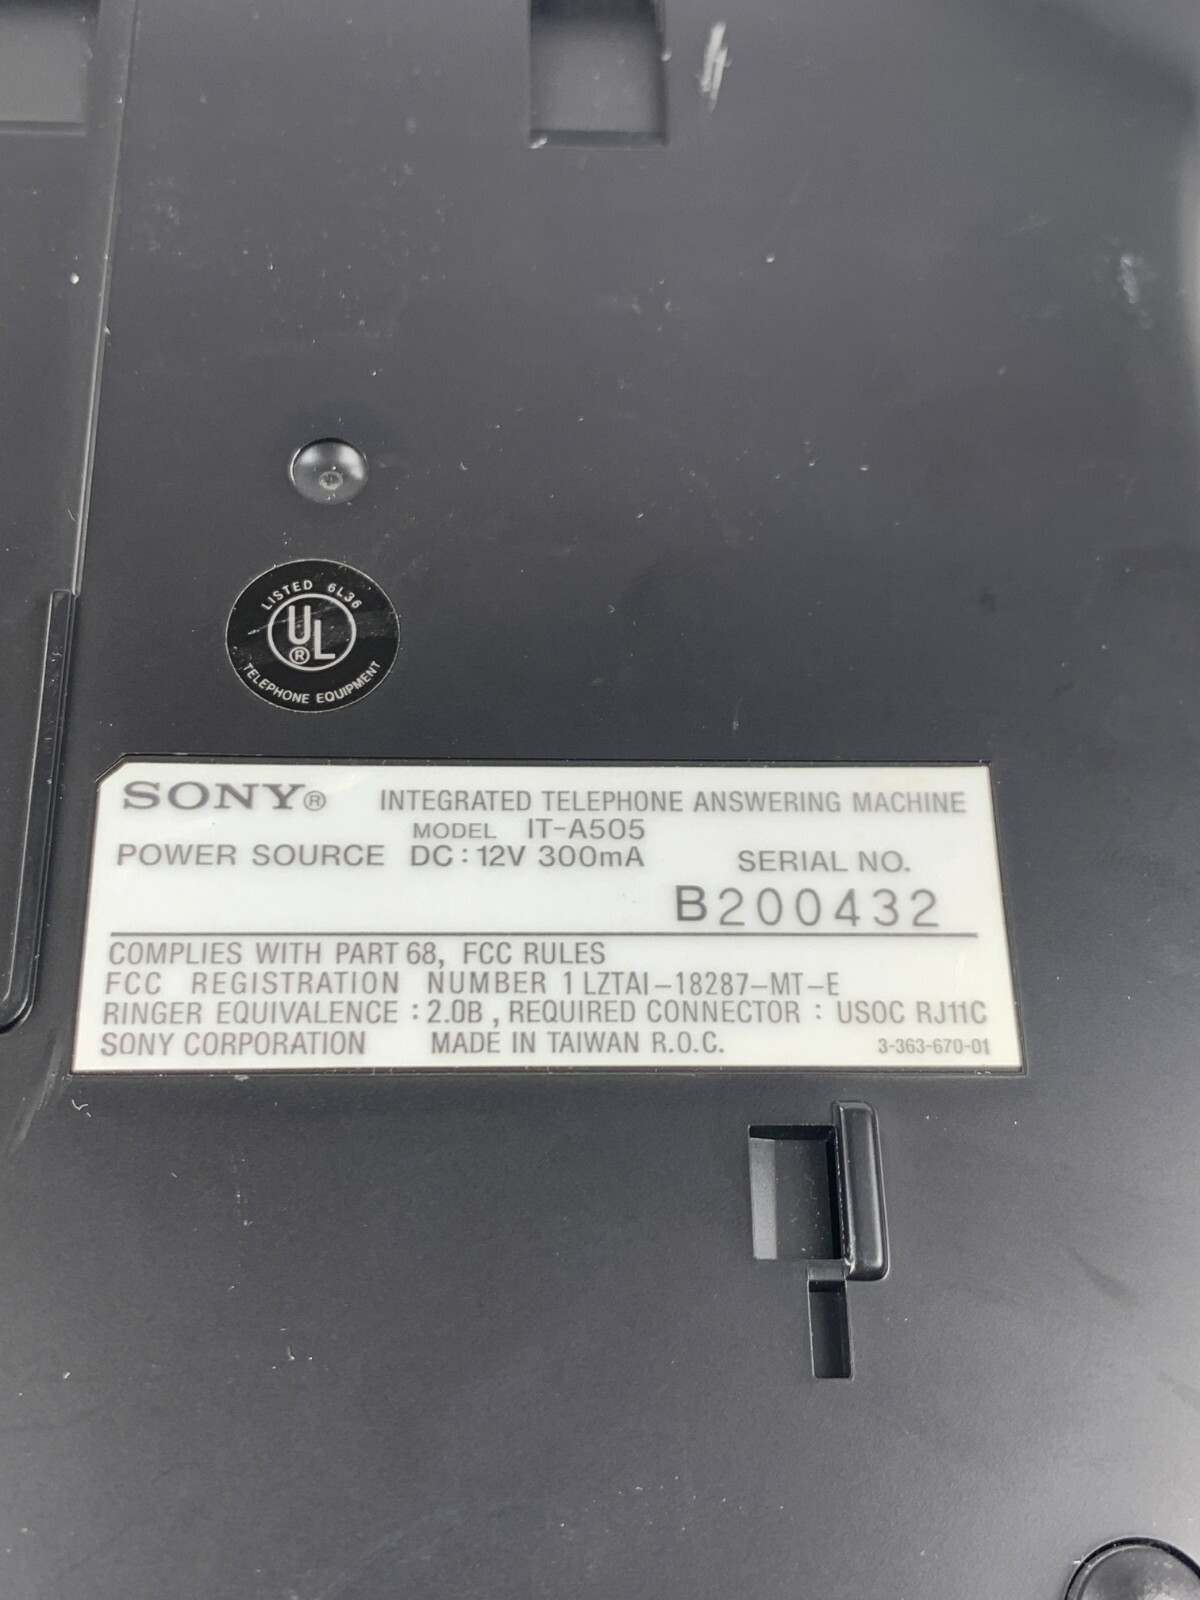 LISTED 6L36
UL®
TELEPHONE EQUIPMENT
SONY® INTEGRATED TELEPHONE ANSWERING MACHINE
MODEL IT-A505
POWER SOURCE DC: 12V 300mA SERIAL NO.
B200432
COMPLIES WITH PART 68, FCC RULES
FCC REGISTRATION NUMBER 1LZTAI-18287-MT-E
RINGER EQUIVALENCE : 2.0B, REQUIRED CONNECTOR : USOC RJ11C
SONY CORPORATION MADE IN TAIWAN R.O.C. 3-363-670-01